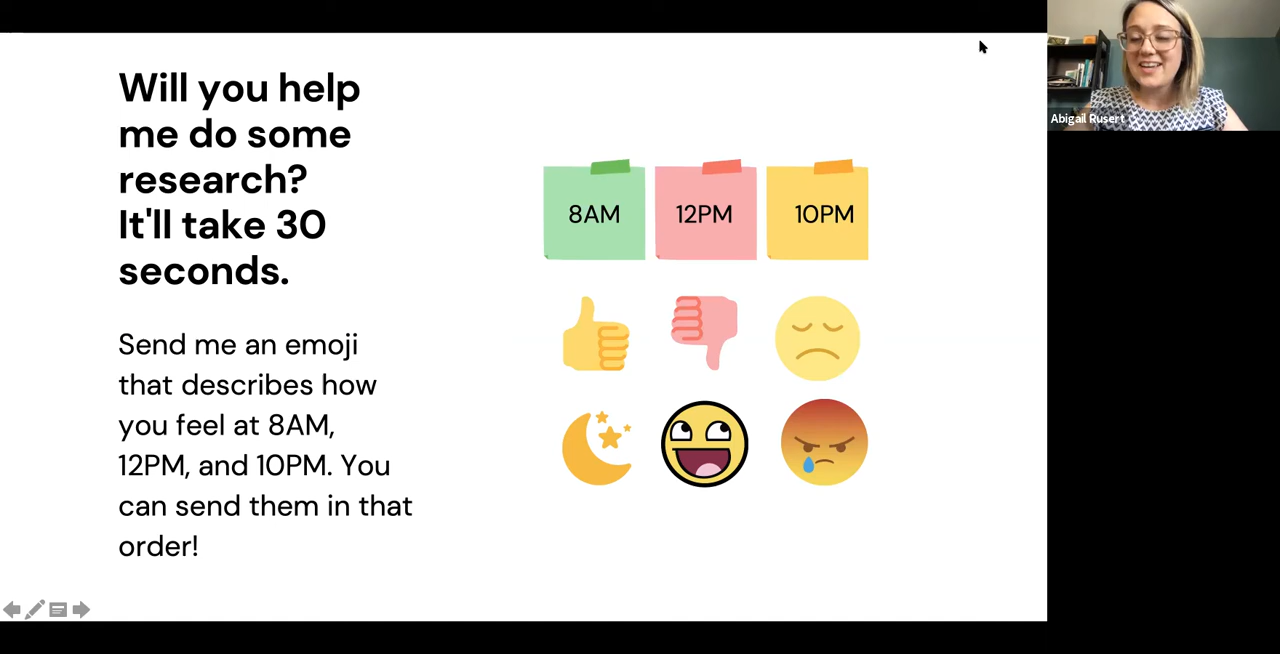 Will you help
me do some
research?
It'll take 30
seconds.
Send me an emoji
that describes how
you feel at 8AM,
12PM, and 10PM. You
can send them in that
order!
8AM
12PM
10PM
Abigail Rusert